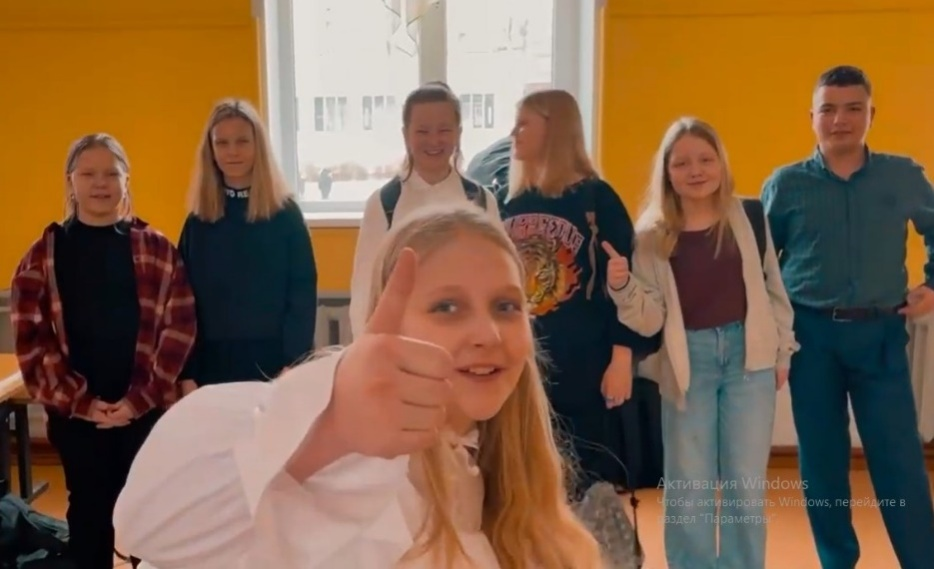 Активация Windows
Чтобы активировать Windows, перейдите в
раздел "Параметры"